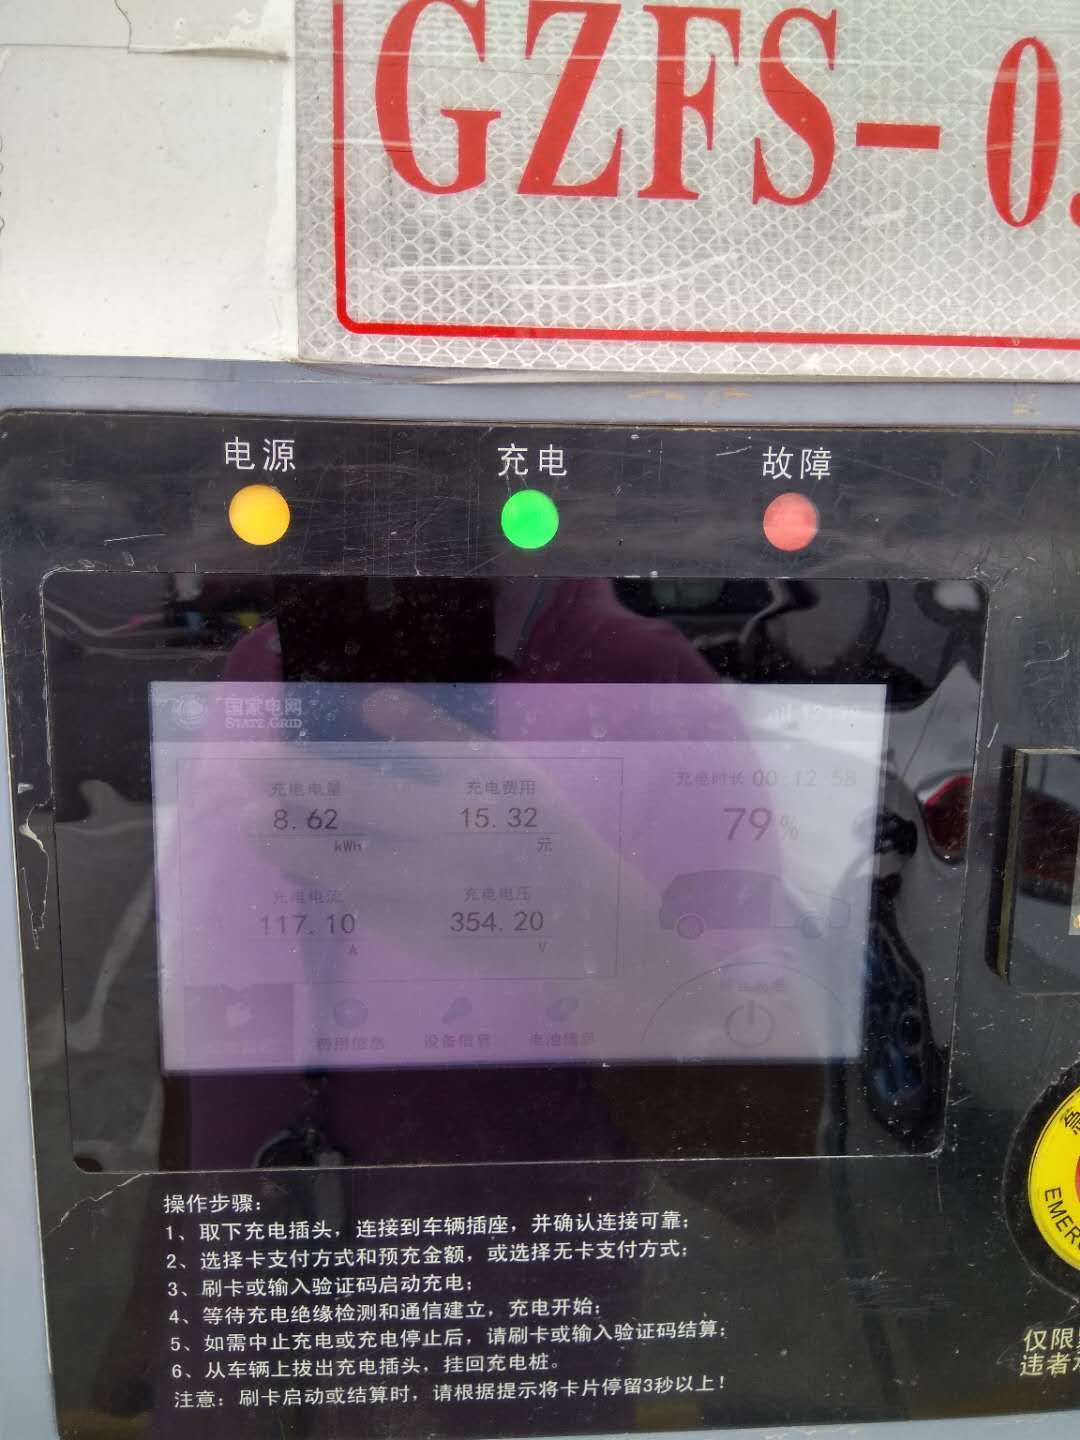 GZFS-0.
电源
充电
故障
国家电网
STATE GRID
充电电量
8.62
kWH
充电费用
15.32
元
充电时长 00:12:58
79%
充电电流
117.10
A
充电电压
354.20
V
费用信息
设备信息
电池信息
操作步骤：
1、取下充电插头，连接到车辆插座，并确认连接可靠；
2、选择卡支付方式和预充金额，或选择无卡支付方式；
3、刷卡或输入验证码启动充电；
4、等待充电绝缘检测和通信建立，充电开始；
5、如需中止充电或充电停止后，请刷卡或输入验证码结算；
6、从车辆上拔出充电插头，挂回充电桩。
注意：刷卡启动或结算时，请根据提示将卡片停留3秒以上！
急
EMER
仅限
违者